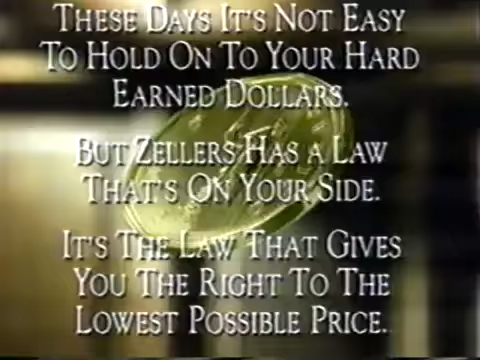 THESE DAYS IT'S NOT EASY
TO HOLD ON TO YOUR HARD
EARNED DOLLARS.
BUT ZELLERS HAS A LAW
THAT'S ON YOUR SIDE.
IT'S THE LAW THAT GIVES
YOU THE RIGHT TO THE
LOWEST POSSIBLE PRICE.